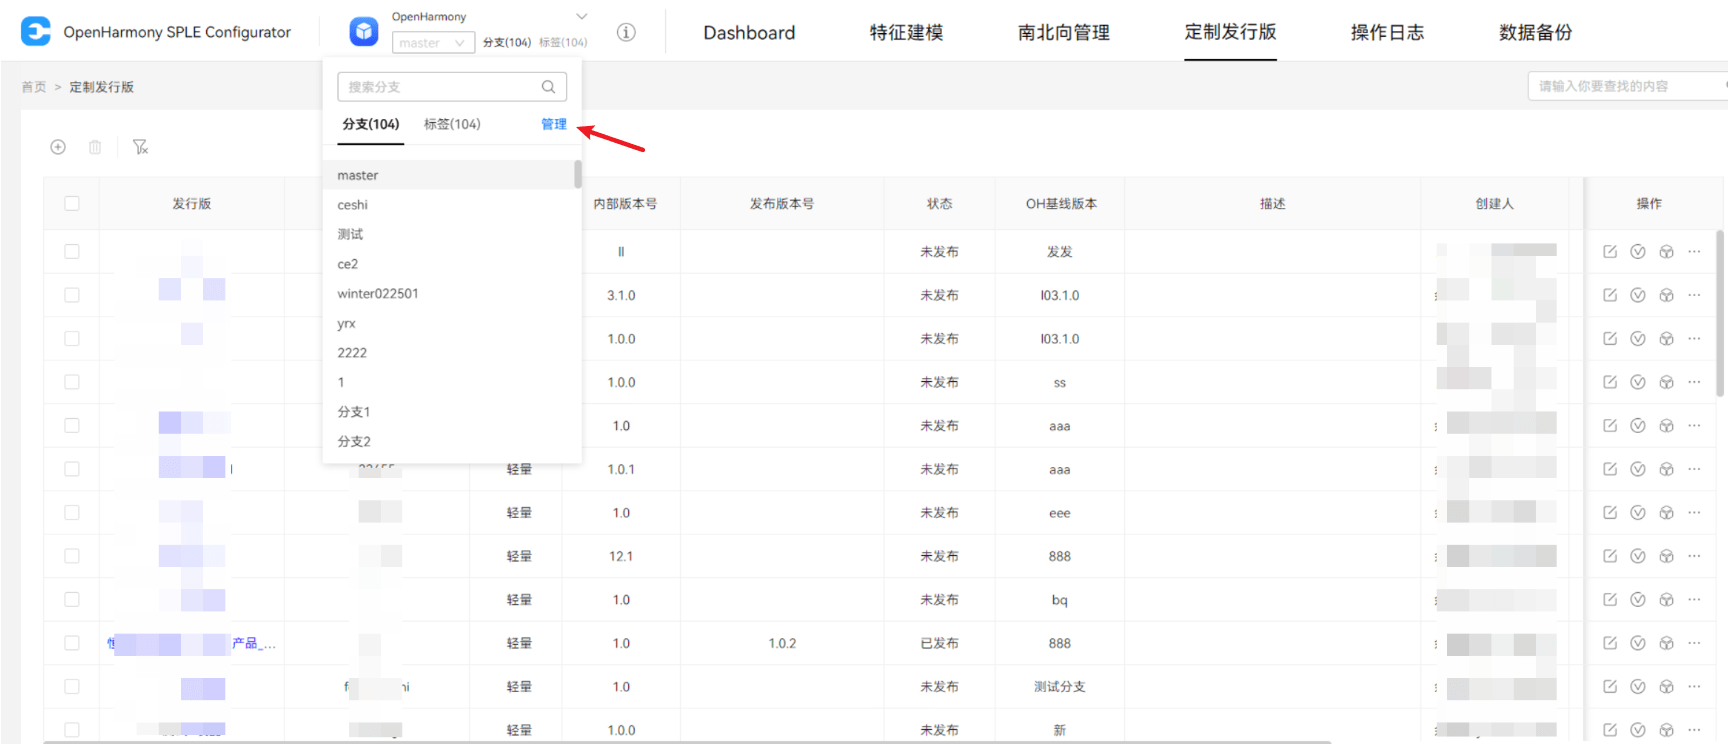 OpenHarmony SPLE Configurator
OpenHarmony
master
分支(104) 标签(104)
Dashboard 特征建模 南北向管理 定制发行版 操作日志 数据备份
首页 > 定制发行版
请输入你要查找的内容
搜索分支
分支(104) 标签(104) 管理
master
ceshi
测试
ce2
winter022501
yrx
2222
1
分支1
分支2
发行版 内部版本号 发布版本号 状态 OH基线版本 描述 创建人 操作
ll 未发布 发发 ...
3.1.0 未发布 I03.1.0 ...
1.0.0 未发布 I03.1.0 ...
1.0.0 未发布 ss ...
1.0 未发布 aaa ...
轻量 1.0.1 未发布 aaa ...
轻量 1.0 未发布 eee ...
轻量 12.1 未发布 888 ...
轻量 1.0 未发布 bq ...
产品_... 轻量 1.0 1.0.2 已发布 888 ...
轻量 1.0 未发布 测试分支 ...
轻量 1.0.0 未发布 新 ...